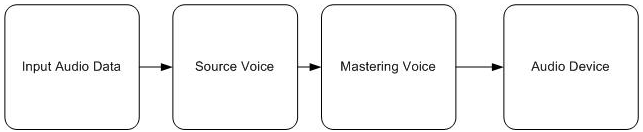 Input Audio Data
Source Voice
Mastering Voice
Audio Device